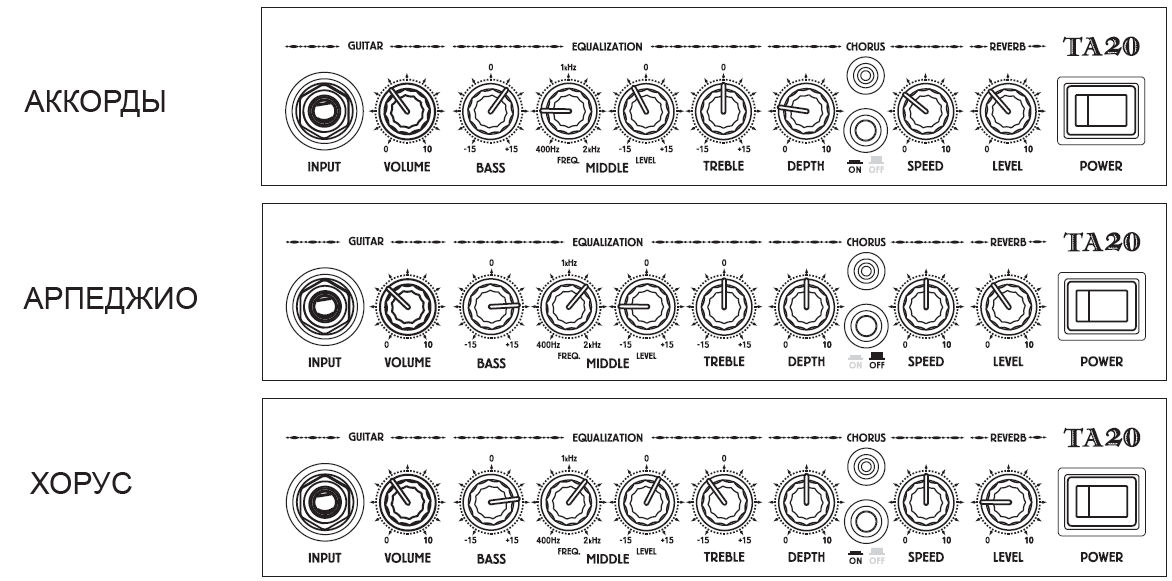 АККОРДЫ
GUITAR EQUALIZATION CHORUS REVERB TA20
0 1kHz 0 0
0 10 -15 +15 400Hz 2kHz -15 +15 -15 +15 0 10 0 10 0 10
FREQ. LEVEL ON OFF
INPUT VOLUME BASS MIDDLE TREBLE DEPTH SPEED LEVEL POWER
АРПЕДЖИО
GUITAR EQUALIZATION CHORUS REVERB TA20
0 1kHz 0 0
0 10 -15 +15 400Hz 2kHz -15 +15 -15 +15 0 10 0 10 0 10
FREQ. LEVEL ON OFF
INPUT VOLUME BASS MIDDLE TREBLE DEPTH SPEED LEVEL POWER
ХОРУС
GUITAR EQUALIZATION CHORUS REVERB TA20
0 1kHz 0 0
0 10 -15 +15 400Hz 2kHz -15 +15 -15 +15 0 10 0 10 0 10
FREQ. LEVEL ON OFF
INPUT VOLUME BASS MIDDLE TREBLE DEPTH SPEED LEVEL POWER